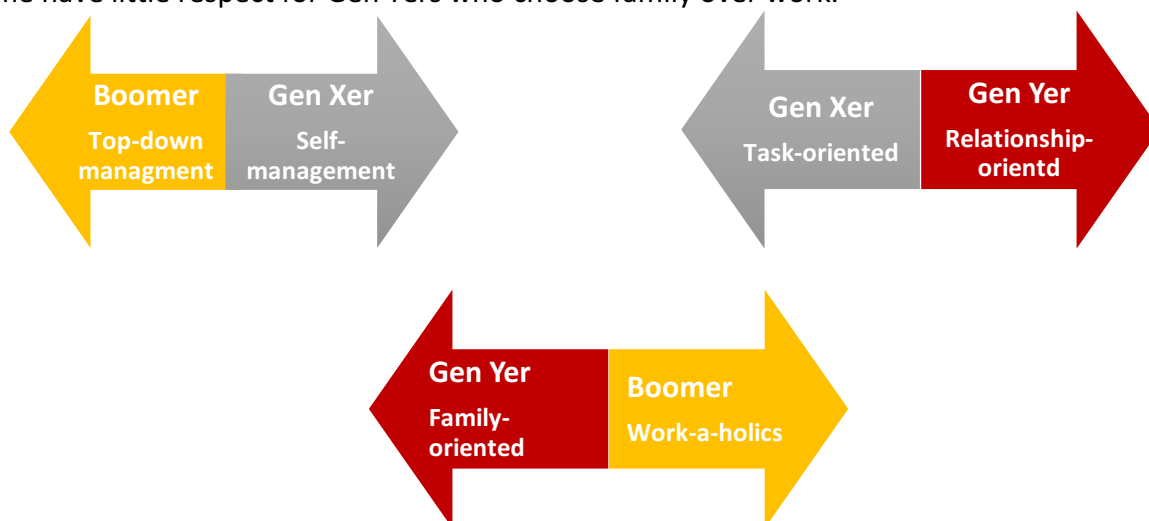 have little respect for Gen Yers who choose family over work.
Boomer
Top-down
managment
Gen Xer
Self-
management
Gen Xer
Task-oriented
Gen Yer
Relationship-
orientd
Gen Yer
Family-
oriented
Boomer
Work-a-holics